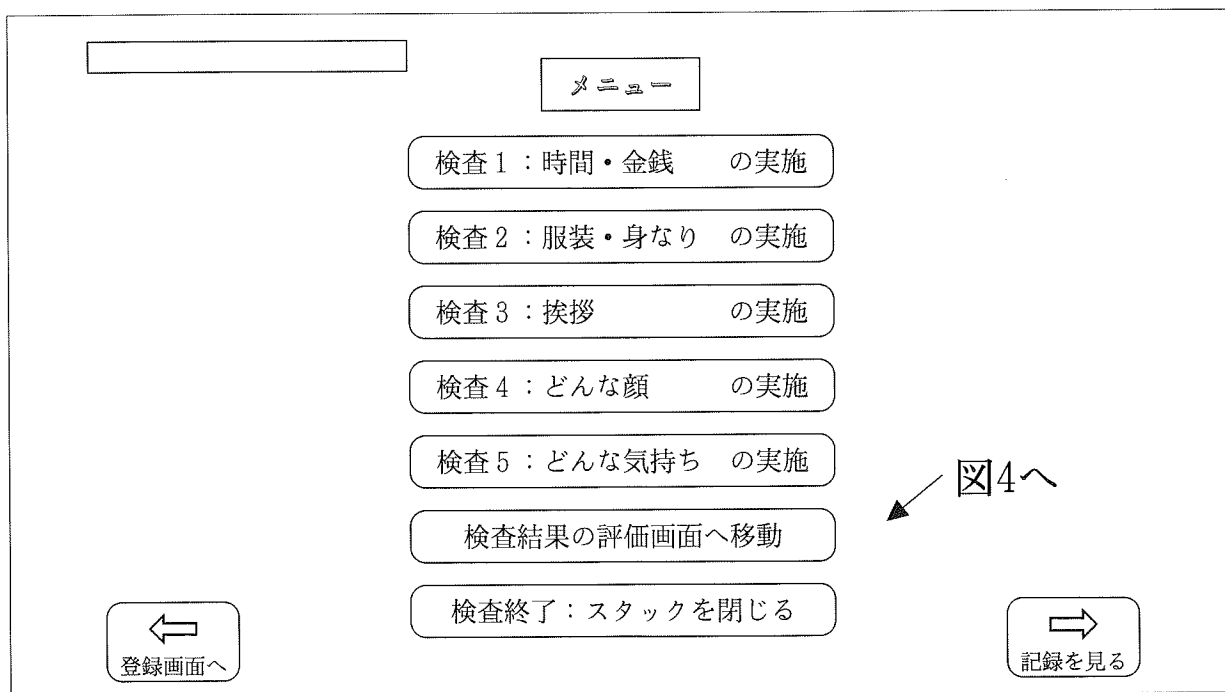 メニュー
検査1:時間・金銭 の実施
検査2:服装・身なり の実施
検査3:挨拶 の実施
検査4:どんな顔 の実施
検査5:どんな気持ち の実施
図4へ
検査結果の評価画面へ移動
検査終了:スタックを閉じる
登録画面へ
記録を見る